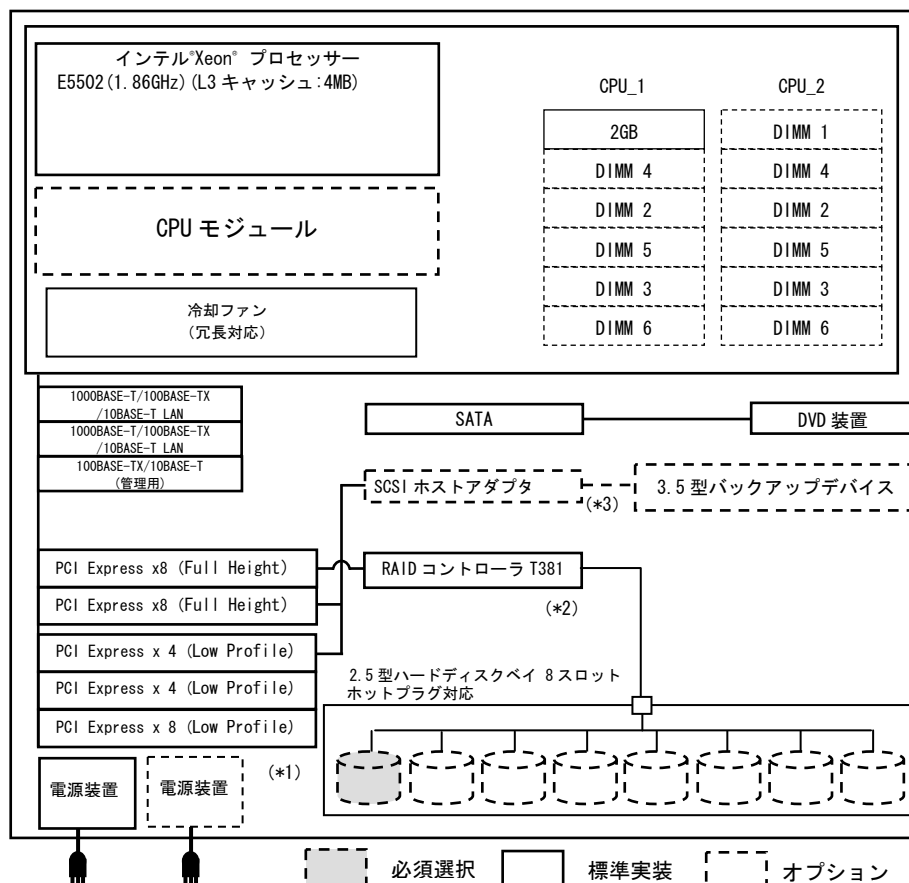 インテル®Xeon® プロセッサー
E5502(1.86GHz)(L3 キャッシュ:4MB)
CPU モジュール
冷却ファン
(冗長対応)
CPU_1
CPU_2
2GB
DIMM 1
DIMM 4
DIMM 4
DIMM 2
DIMM 2
DIMM 5
DIMM 5
DIMM 3
DIMM 3
DIMM 6
DIMM 6
1000BASE-T/100BASE-TX
/10BASE-T LAN
1000BASE-T/100BASE-TX
/10BASE-T LAN
100BASE-TX/10BASE-T
(管理用)
SATA
DVD 装置
SCSI ホストアダプタ
(*3)
3.5 型バックアップデバイス
PCI Express x8 (Full Height)
RAID コントローラ T381
PCI Express x8 (Full Height)
(*2)
PCI Express x 4 (Low Profile)
PCI Express x 4 (Low Profile)
PCI Express x 8 (Low Profile)
2.5 型ハードディスクベイ 8 スロット
ホットプラグ対応
電源装置
電源装置
(*1)
必須選択
標準実装
オプション